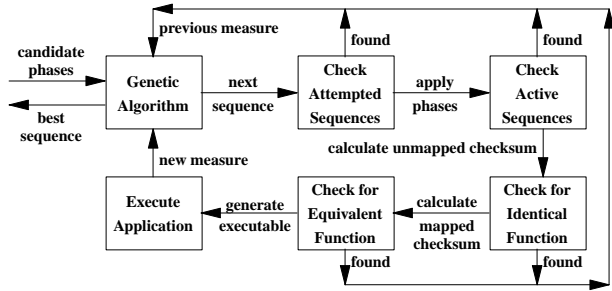 previous measure
found
found
candidate
phases
Genetic
Algorithm
next
sequence
Check
Attempted
Sequences
apply
phases
Check
Active
Sequences
best
sequence
new measure
calculate unmapped checksum
Execute
Application
generate
executable
Check for
Equivalent
Function
calculate
mapped
checksum
Check for
Identical
Function
found
found